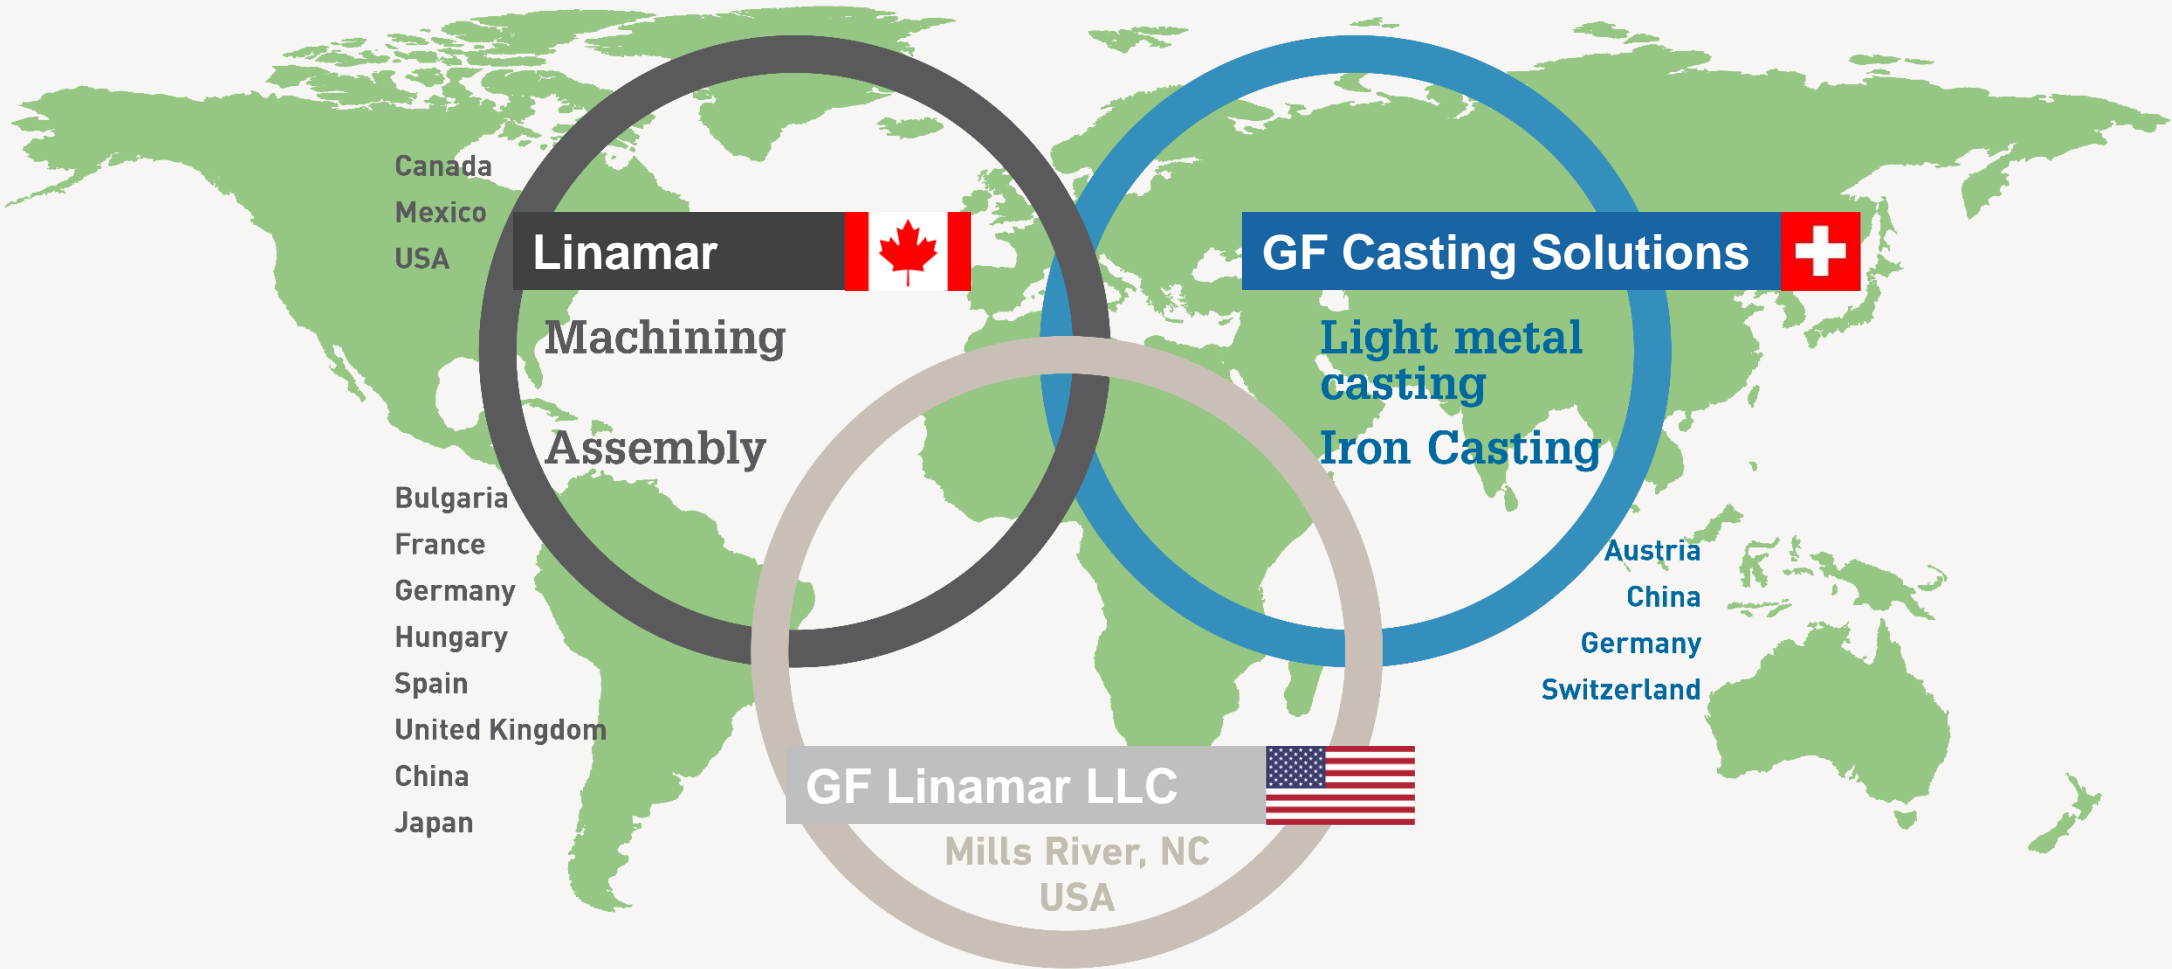 Canada
Mexico
USA
Linamar
Machining
Assembly
Bulgaria
France
Germany
Hungary
Spain
United Kingdom
China
Japan
GF Casting Solutions
Light metal
casting
Iron Casting
Austria
China
Germany
Switzerland
GF Linamar LLC
Mills River, NC
USA